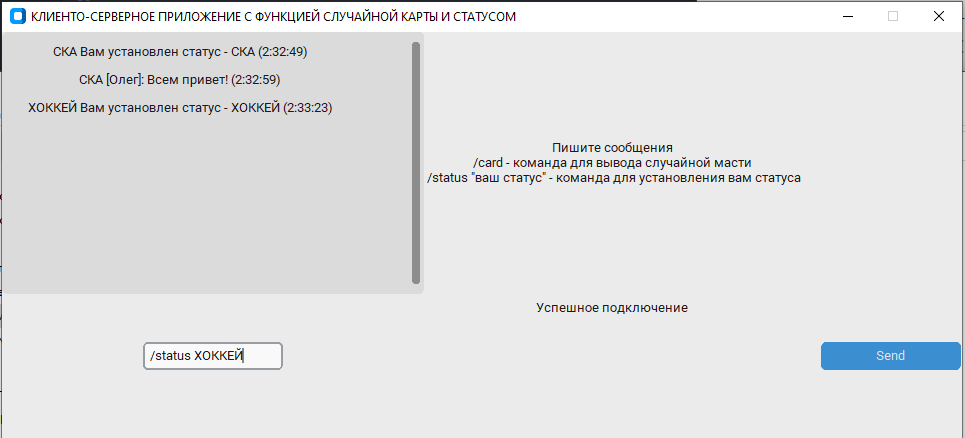 КЛИЕНТО-СЕРВЕРНОЕ ПРИЛОЖЕНИЕ С ФУНКЦИЕЙ СЛУЧАЙНОЙ КАРТЫ И СТАТУСОМ
СКА Вам установлен статус - СКА (2:32:49)
СКА [Олег]: Всем привет! (2:32:59)
ХОККЕЙ Вам установлен статус - ХОККЕЙ (2:33:23)
Пишите сообщения
/card - команда для вывода случайной масти
/status "ваш статус" - команда для установления вам статуса
Успешное подключение
/status ХОККЕЙ
Send